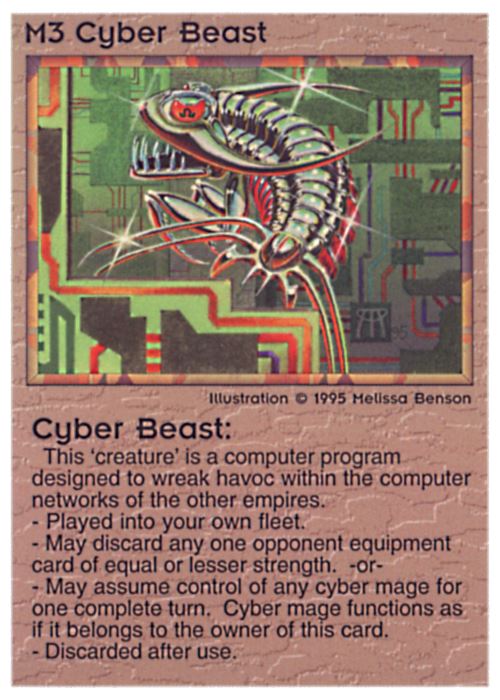 M3 Cyber Beast
95
Illustration © 1995 Melissa Benson
Cyber Beast:
This 'creature' is a computer program
designed to wreak havoc within the computer
networks of the other empires.
- Played into your own fleet.
- May discard any one opponent equipment
card of equal or lesser strength. -or-
- May assume control of any cyber mage for
one complete turn. Cyber mage functions as
if it belongs to the owner of this card.
- Discarded after use.